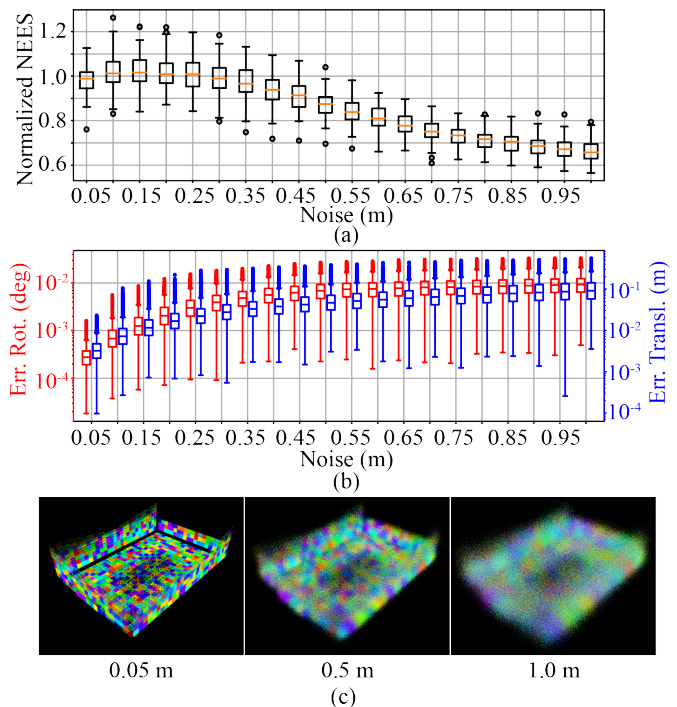 Normalized NEES
1.2
1.0
0.8
0.6
0.05 0.15 0.25 0.35 0.45 0.55 0.65 0.75 0.85 0.95
Noise (m)
(a)
Err. Rot. (deg)
10⁻²
10⁻³
10⁻⁴
10⁻¹
10⁻²
10⁻³
10⁻⁴
Err. Transl. (m)
0.05 0.15 0.25 0.35 0.45 0.55 0.65 0.75 0.85 0.95
Noise (m)
(b)
0.05 m 0.5 m 1.0 m
(c)